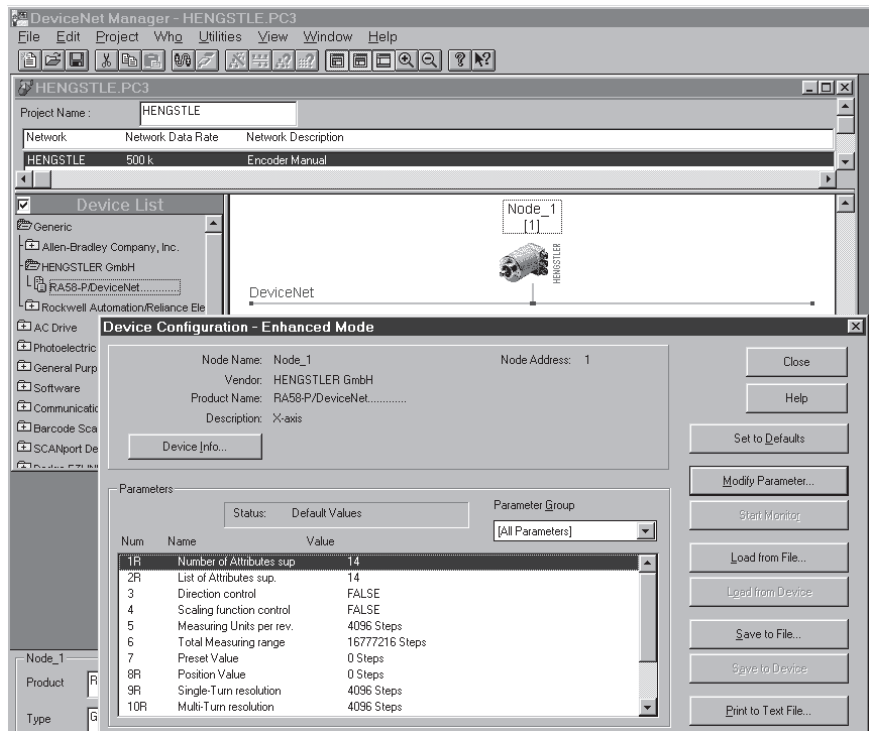 DeviceNet Manager - HENGSTLE.PC3
File Edit Project Who Utilities View Window Help
HENGSTLE.PC3
Project Name : HENGSTLE
Network Network Data Rate Network Description
HENGSTLE 500 k Encoder Manual
Device List
Generic
Allen-Bradley Company, Inc.
HENGSTLER GmbH
RA58-P/DeviceNet.............
Rockwell Automation/Reliance Ele
AC Drive
Photoelectric
General Purp
Software
Communicatio
Barcode Sca
SCANport De
Node_1
[1]
HENGSTLER
DeviceNet
Device Configuration - Enhanced Mode
Node Name: Node_1 Node Address: 1
Vendor: HENGSTLER GmbH
Product Name: RA58-P/DeviceNet.............
Description: X-axis
Device Info...
Close
Help
Set to Defaults
Modify Parameter...
Start Monitor
Load from File...
Load from Device
Save to File...
Save to Device
Print to Text File...
Parameters
Status: Default Values
Parameter Group
[All Parameters]
Num Name Value
1R Number of Attributes sup 14
2R List of Attributes sup. 14
3 Direction control FALSE
4 Scaling function control FALSE
5 Measuring Units per rev. 4096 Steps
6 Total Measuring range 16777216 Steps
7 Preset Value 0 Steps
8R Position Value 0 Steps
9R Single-Turn resolution 4096 Steps
10R Multi-Turn resolution 4096 Steps
Node_1
Product R
Type G